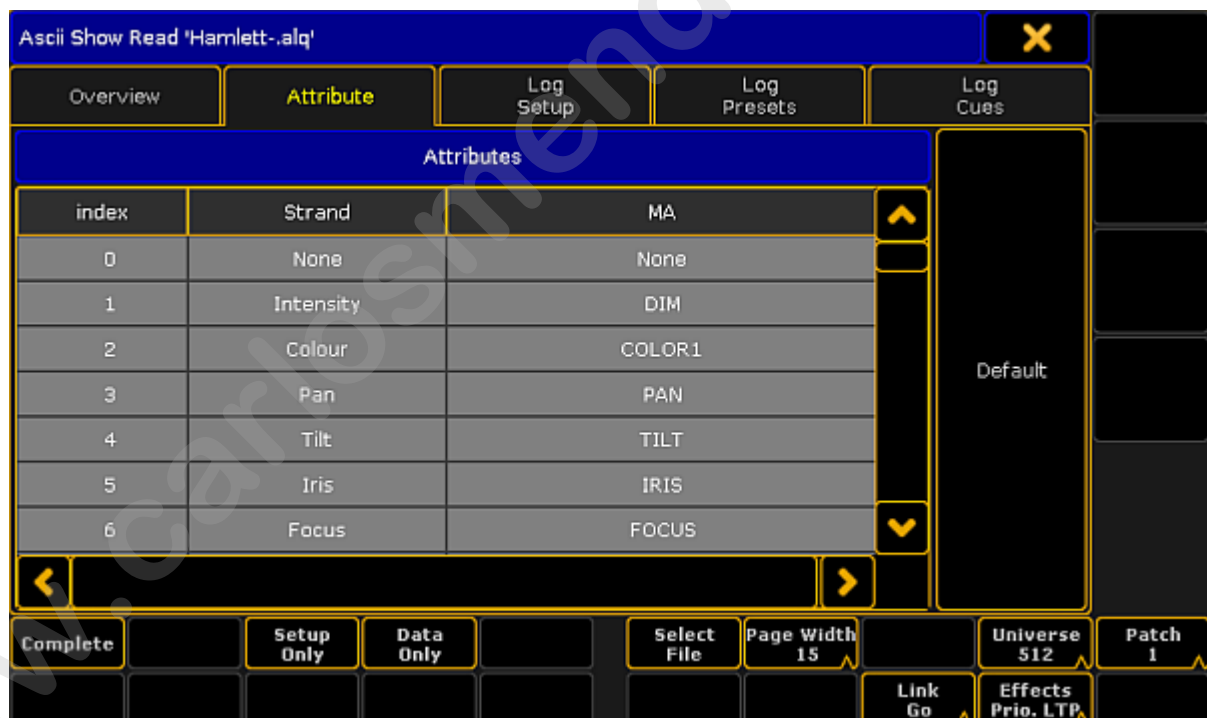 Ascii Show Read 'Hamlett-.alq'
Overview Attribute Log Setup Log Presets Log Cues
Attributes
index Strand MA
0 None None
1 Intensity DIM
2 Colour COLOR1
3 Pan PAN
4 Tilt TILT
5 Iris IRIS
6 Focus FOCUS
Default
Complete Setup Only Data Only Select File Page Width 15 Universe 512 Patch 1
Link Go Effects Prio. LTP
w.carlosmend